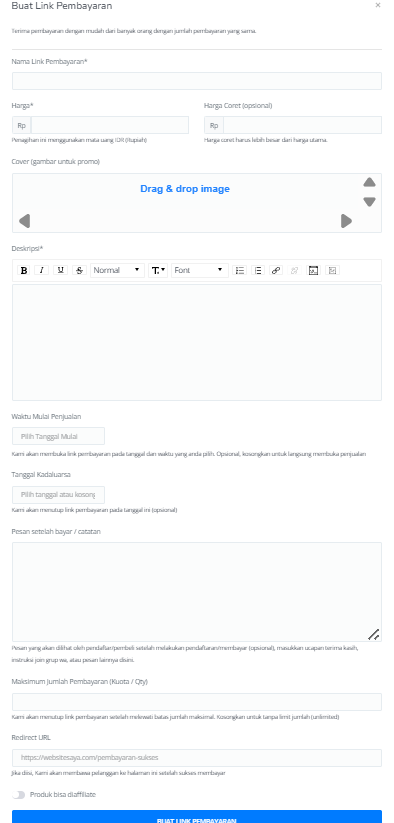 Buat Link Pembayaran
×
Terima pembayaran dengan mudah dari banyak orang dengan jumlah pembayaran yang sama.
Nama Link Pembayaran*
Harga*
Harga Coret (opsional)
Rp
Rp
Penagihan ini menggunakan mata uang IDR (Rupiah)
Harga coret harus lebih besar dari harga utama.
Cover (gambar untuk promo)
Drag & drop image
Deskripsi*
B I U S Normal T Font
Waktu Mulai Penjualan
Pilih Tanggal Mulai
Kami akan membuka link pembayaran pada tanggal dan waktu yang anda pilih. Opsional, kosongkan untuk langsung membuka penjualan
Tanggal Kadaluarsa
Pilih tanggal atau kosong
Kami akan menutup link pembayaran pada tanggal ini (opsional)
Pesan setelah bayar / catatan
Pesan yang akan dilihat oleh pendaftar/pembeli setelah melakukan pendaftaran/membayar (opsional), masukkan ucapan terima kasih,
instruksi join grup wa, atau pesan lainnya disini.
Maksimum Jumlah Pembayaran (Kuota / Qty)
Kami akan menutup link pembayaran setelah melewati batas jumlah maksimal. Kosongkan untuk tanpa limit jumlah (unlimited)
Redirect URL
https://websitesaya.com/pembayaran-sukses
Jika diisi, Kami akan membawa pelanggan ke halaman ini setelah sukses membayar
Produk bisa diaffiliate
BUAT LINK PEMBAYARAN